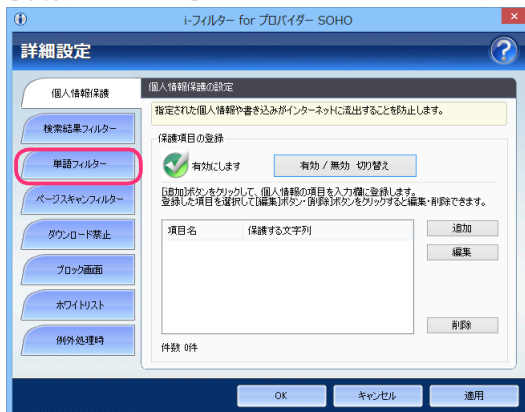 i-フィルター for プロバイダー SOHO
詳細設定
個人情報保護
検索結果フィルター
単語フィルター
ページスキャンフィルター
ダウンロード禁止
ブロック画面
ホワイトリスト
例外処理時
個人情報保護の設定
指定された個人情報や書き込みがインターネットに流出することを防止します。
保護項目の登録
有効にします
有効 / 無効 切り替え
[追加]ボタンをクリックして、個人情報の項目を入力欄に登録します。
登録した項目を選択して[編集]ボタン・[削除]ボタンをクリックすると編集・削除できます。
項目名 保護する文字列
追加
編集
削除
件数 0件
OK キャンセル 適用